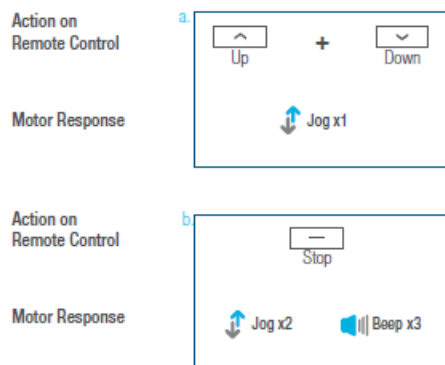 Action on
Remote Control
a.
+
Up
Down
Motor Response
Jog x1
Action on
Remote Control
b.
Stop
Motor Response
Jog x2
Beep x3